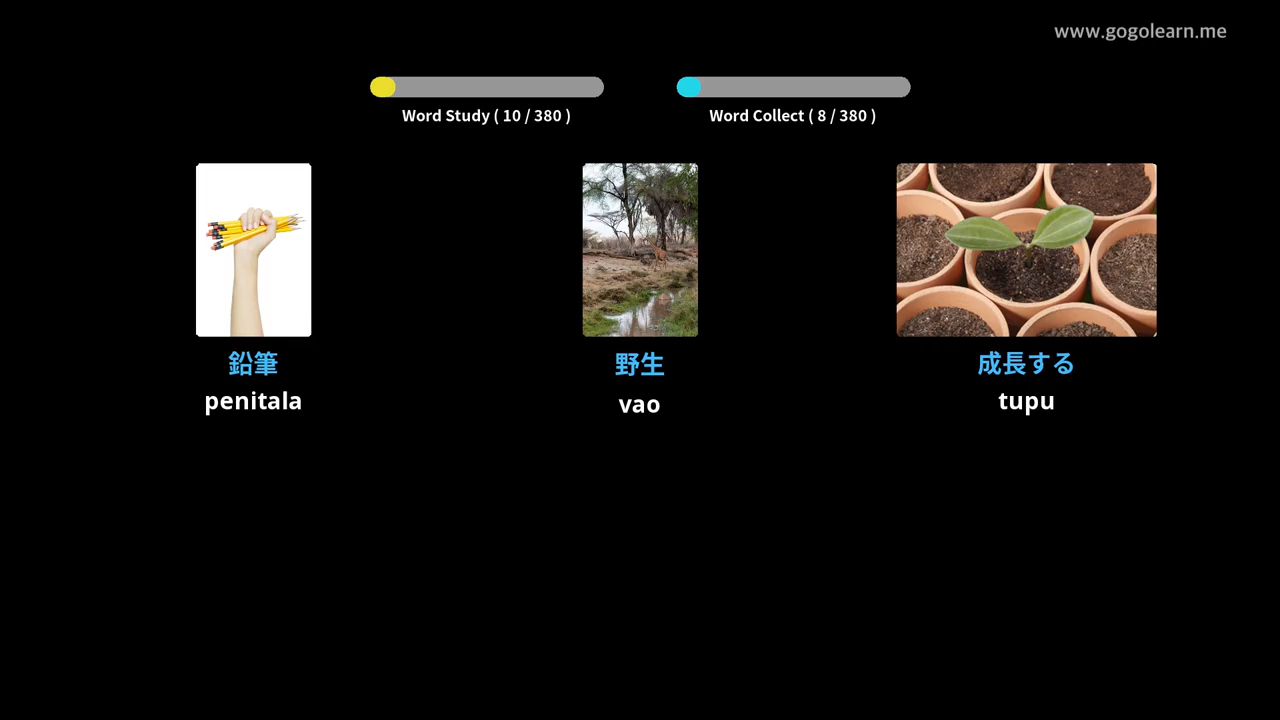 www.gogolearn.me
Word Study ( 10 / 380 )
Word Collect ( 8 / 380 )
鉛筆
penitala
野生
vao
成長する
tupu